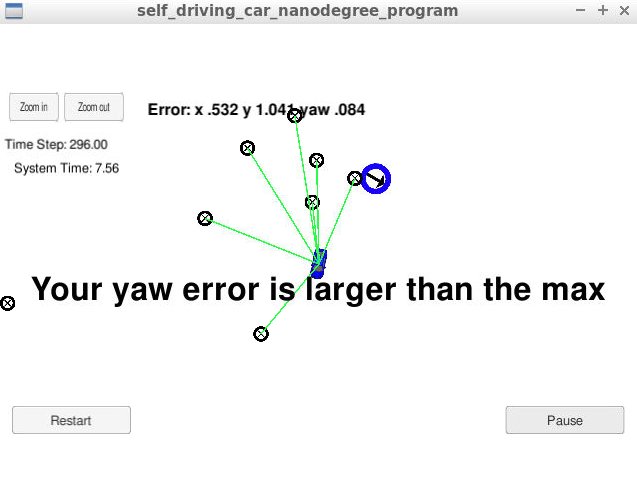 self_driving_car_nanodegree_program
Zoom in Zoom out
Error: x .532 y 1.041 yaw .084
Time Step: 296.00
System Time: 7.56
Your yaw error is larger than the max
Restart
Pause